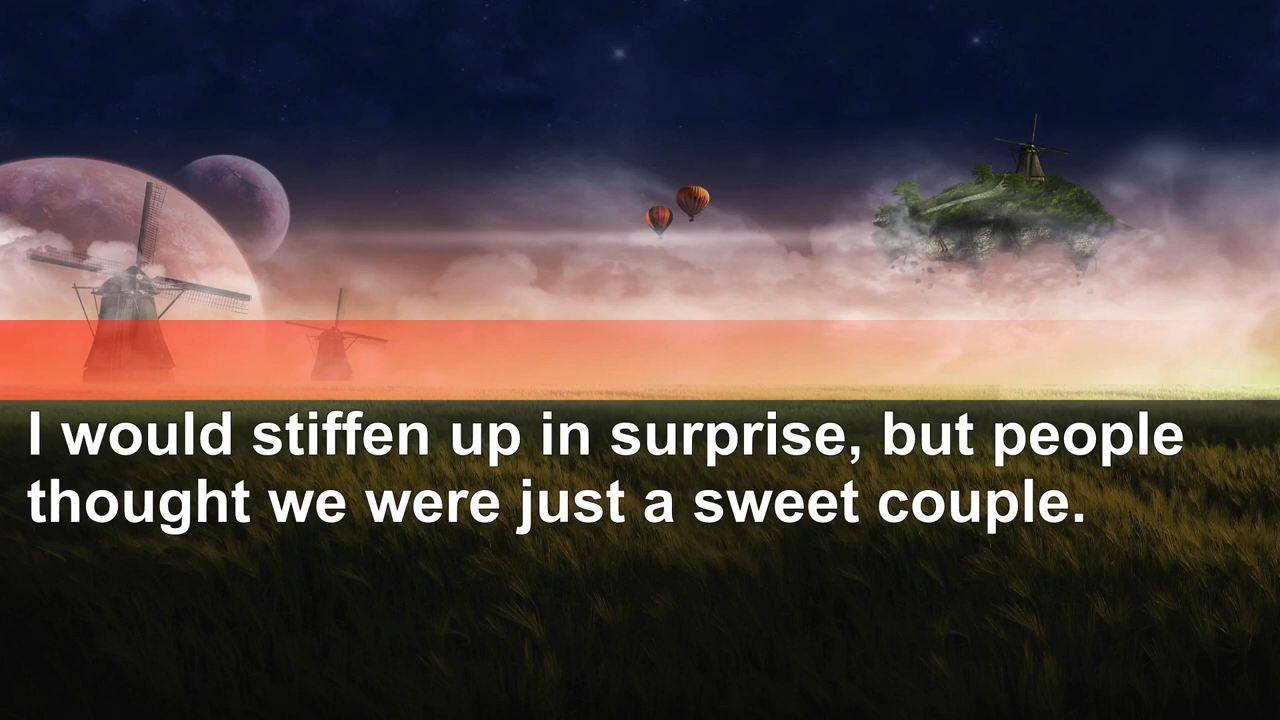 I would stiffen up in surprise, but people
thought we were just a sweet couple.